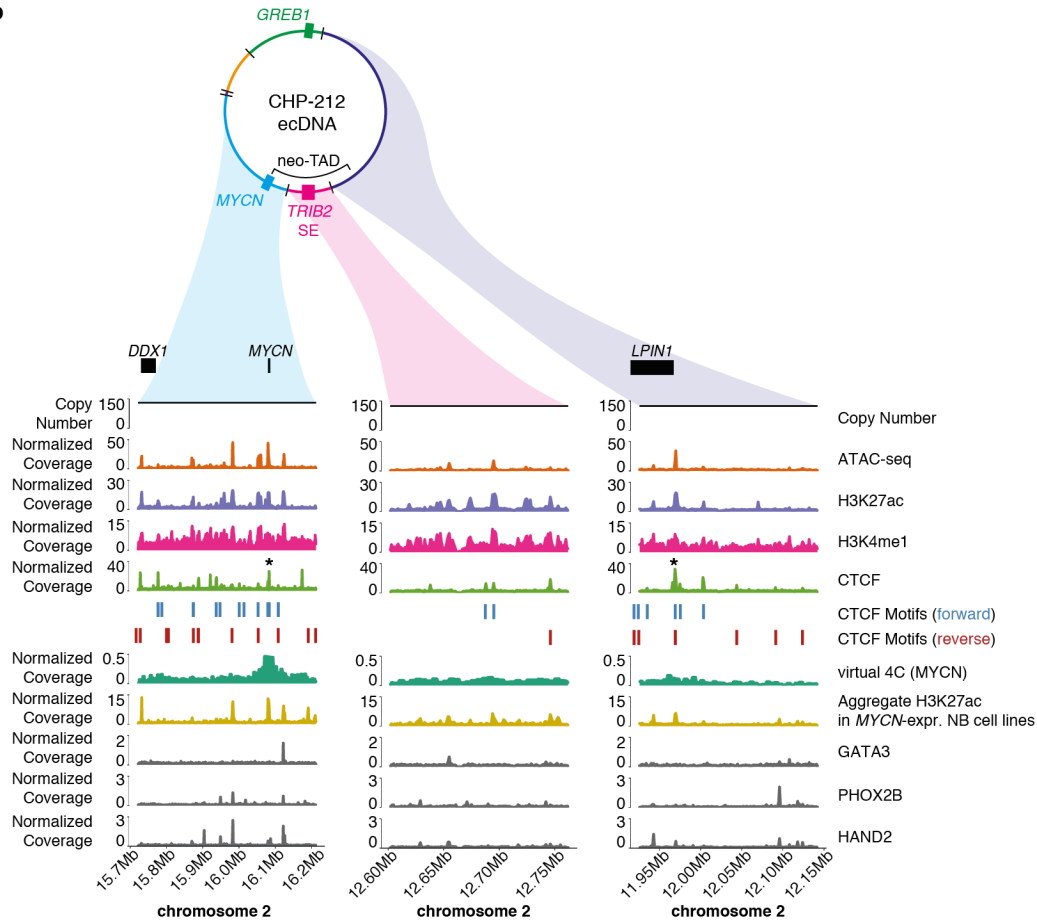 GREB1
CHP-212
ecDNA
neo-TAD
MYCN
TRIB2
SE
DDX1 MYCN LPIN1
Copy Number 150 0 150 0 150 0 Copy Number
Normalized Coverage 50 0 50 0 50 0 ATAC-seq
Normalized Coverage 30 0 30 0 30 0 H3K27ac
Normalized Coverage 15 0 15 0 15 0 H3K4me1
Normalized Coverage 40 0 * 40 0 40 0 * CTCF
CTCF Motifs (forward)
CTCF Motifs (reverse)
Normalized Coverage 0.5 0 0.5 0 0.5 0 virtual 4C (MYCN)
Normalized Coverage 15 0 15 0 15 0 Aggregate H3K27ac
in MYCN-expr. NB cell lines
Normalized Coverage 2 0 2 0 2 0 GATA3
Normalized Coverage 3 0 3 0 3 0 PHOX2B
Normalized Coverage 3 0 3 0 3 0 HAND2
15.7Mb 15.8Mb 15.9Mb 16.0Mb 16.1Mb 16.2Mb 12.60Mb 12.65Mb 12.70Mb 12.75Mb 11.95Mb 12.00Mb 12.05Mb 12.10Mb 12.15Mb
chromosome 2 chromosome 2 chromosome 2